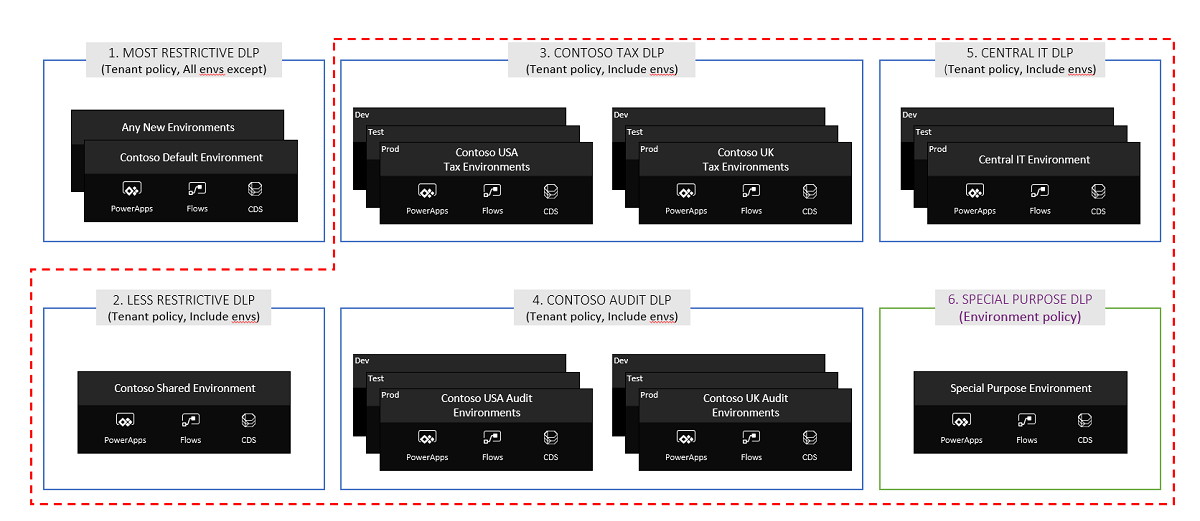 1. MOST RESTRICTIVE DLP
(Tenant policy, All envs except)
Any New Environments
Contoso Default Environment
PowerApps
Flows
CDS
3. CONTOSO TAX DLP
(Tenant policy, Include envs)
Dev
Test
Prod
Contoso USA
Tax Environments
PowerApps
Flows
CDS
Dev
Test
Prod
Contoso UK
Tax Environments
PowerApps
Flows
CDS
5. CENTRAL IT DLP
(Tenant policy, Include envs)
Dev
Test
Prod
Central IT Environment
PowerApps
Flows
CDS
2. LESS RESTRICTIVE DLP
(Tenant policy, Include envs)
Contoso Shared Environment
PowerApps
Flows
CDS
4. CONTOSO AUDIT DLP
(Tenant policy, Include envs)
Dev
Test
Prod
Contoso USA Audit
Environments
PowerApps
Flows
CDS
Dev
Test
Prod
Contoso UK Audit
Environments
PowerApps
Flows
CDS
6. SPECIAL PURPOSE DLP
(Environment policy)
Special Purpose Environment
PowerApps
Flows
CDS